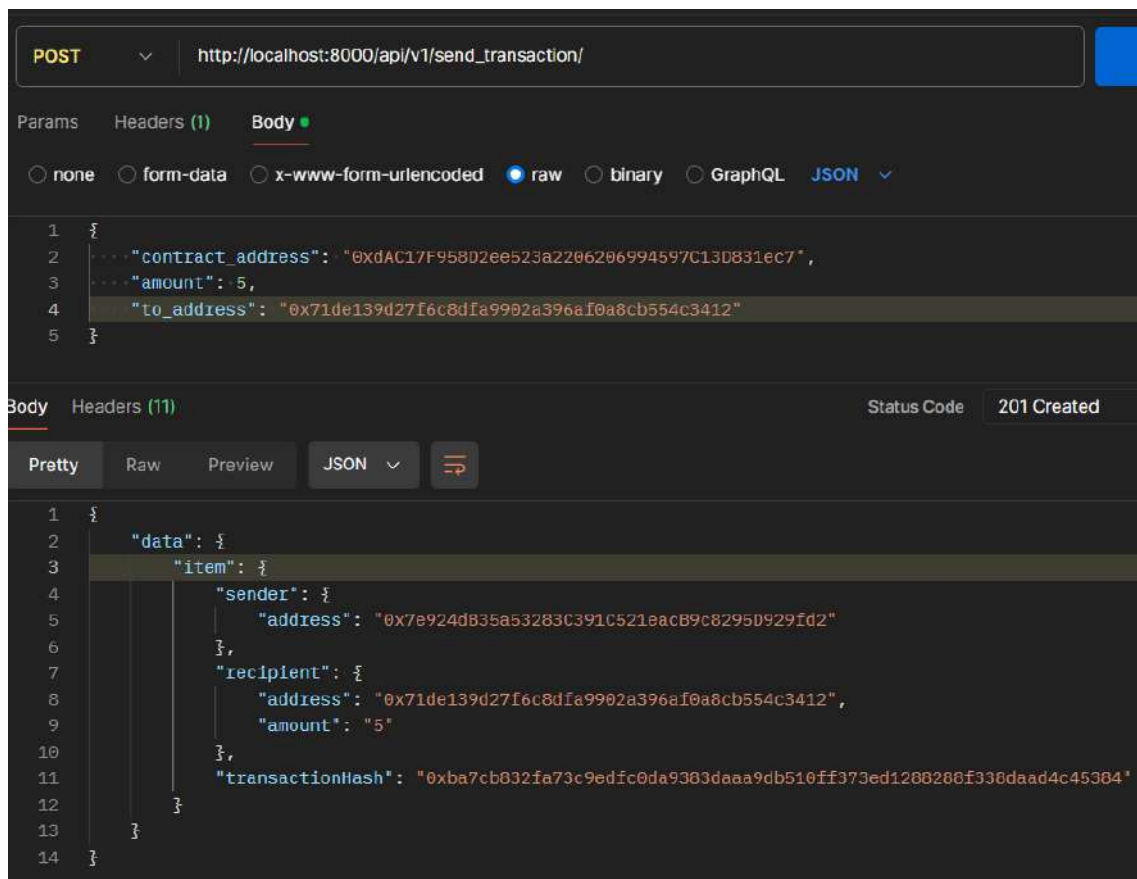 POST http://localhost:8000/api/v1/send_transaction/
Params Headers (1) Body
none form-data x-www-form-urlencoded raw binary GraphQL JSON
1 {
2 "contract_address": "0xdAC17F958D2ee523a2206206994597C13D831ec7",
3 "amount": 5,
4 "to_address": "0x71de139d27f6c8dfa9902a396af0a8cb554c3412"
5 }
Body Headers (11) Status Code 201 Created
Pretty Raw Preview JSON
1 {
2 "data": {
3 "item": {
4 "sender": {
5 "address": "0x7e924dB35a53283C391C521eacB9c8295D929fd2"
6 },
7 "recipient": {
8 "address": "0x71de139d27f6c8dfa9902a396af0a8cb554c3412",
9 "amount": "5"
10 },
11 "transactionHash": "0xba7cb832fa73c9edfc0da9383daaa9db510ff373ed1288288f338daad4c45384"
12 }
13 }
14 }